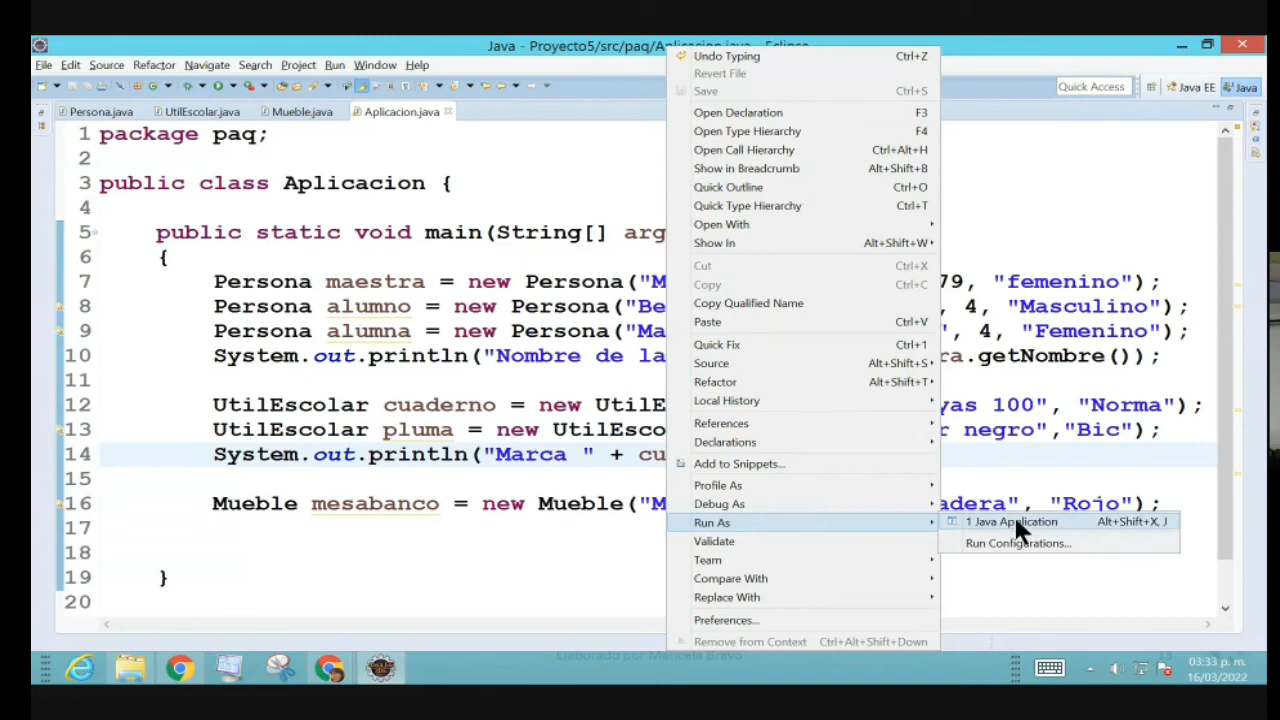 Java - Proyecto5/src/paq/Aplicacion.java - Eclipse
File Edit Source Refactor Navigate Search Project Run Window Help
Quick Access Java EE Java
Persona.java UtilEscolar.java Mueble.java Aplicacion.java
1 package paq;
2
3 public class Aplicacion {
4
5 public static void main(String[] arg
6 {
7 Persona maestra = new Persona("M 79, "femenino");
8 Persona alumno = new Persona("Be , 4, "Masculino");
9 Persona alumna = new Persona("Ma ", 4, "Femenino");
10 System.out.println("Nombre de la ra.getNombre());
11
12 UtilEscolar cuaderno = new UtilE yas 100", "Norma");
13 UtilEscolar pluma = new UtilEsco r negro","Bic");
14 System.out.println("Marca " + cu
15
16 Mueble mesabanco = new Mueble("M adera", "Rojo");
17
18
19 }
20
Undo Typing Ctrl+Z
Revert File
Save Ctrl+S
Open Declaration F3
Open Type Hierarchy F4
Open Call Hierarchy Ctrl+Alt+H
Show in Breadcrumb Alt+Shift+B
Quick Outline Ctrl+O
Quick Type Hierarchy Ctrl+T
Open With
Show In Alt+Shift+W
Cut Ctrl+X
Copy Ctrl+C
Copy Qualified Name
Paste Ctrl+V
Quick Fix Ctrl+1
Source Alt+Shift+S
Refactor Alt+Shift+T
Local History
References
Declarations
Add to Snippets...
Profile As
Debug As
Run As
Validate
Team
Compare With
Replace With
Preferences...
Remove from Context Ctrl+Alt+Shift+Down
1 Java Application Alt+Shift+X, J
Run Configurations...
Elaborado por Maricela Bravo 13
03:33 p. m.
16/03/2022